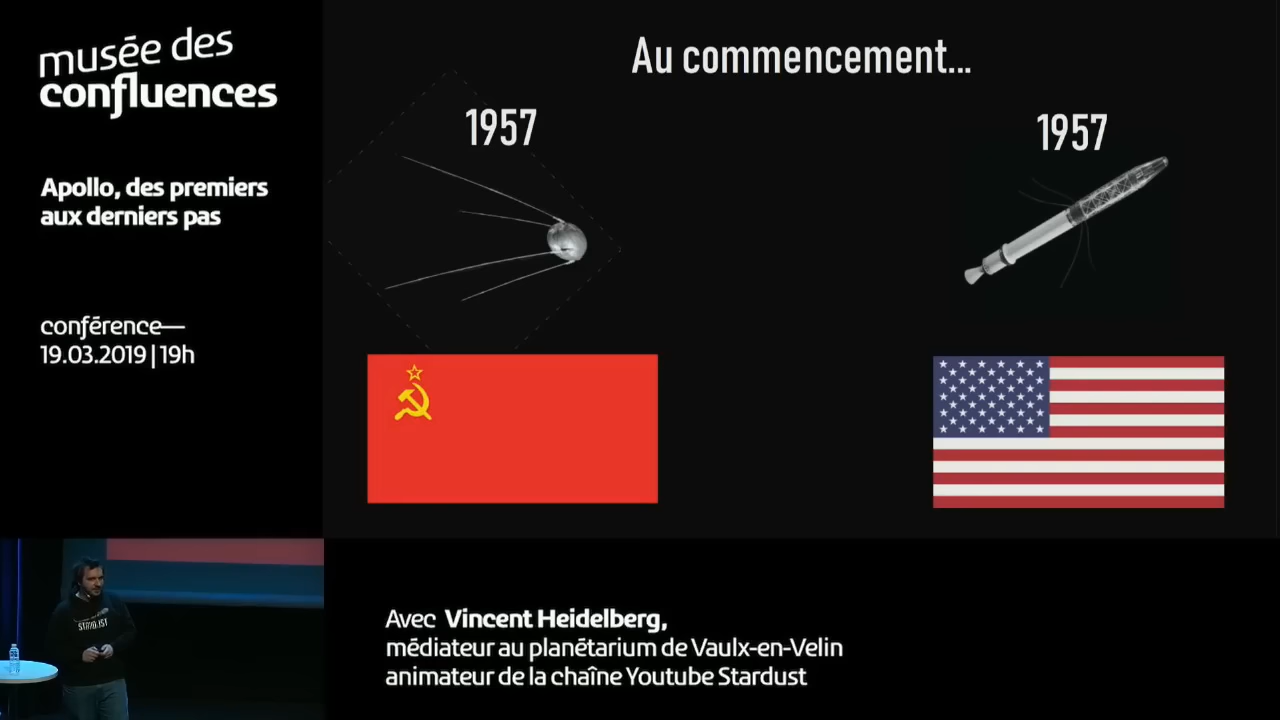 musée des
confluences
Apollo, des premiers
aux derniers pas
conférence—
19.03.2019 | 19h
Au commencement...
1957
1957
STARDUST
Avec Vincent Heidelberg,
médiateur au planétarium de Vaulx-en-Velin
animateur de la chaîne Youtube Stardust